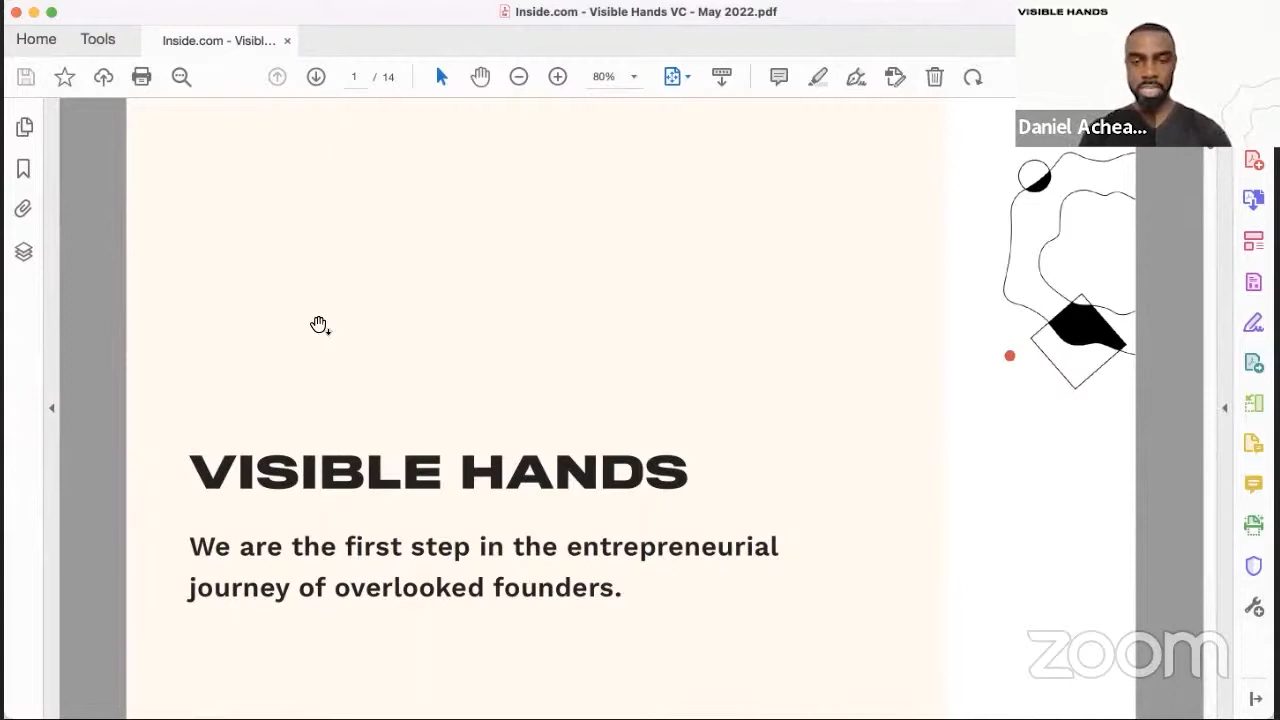 Inside.com - Visible Hands VC - May 2022.pdf
VISIBLE HANDS
Home
Tools
Inside.com - Visibl...
1 / 14
80%
Daniel Achea...
VISIBLE HANDS
We are the first step in the entrepreneurial
journey of overlooked founders.
zoom